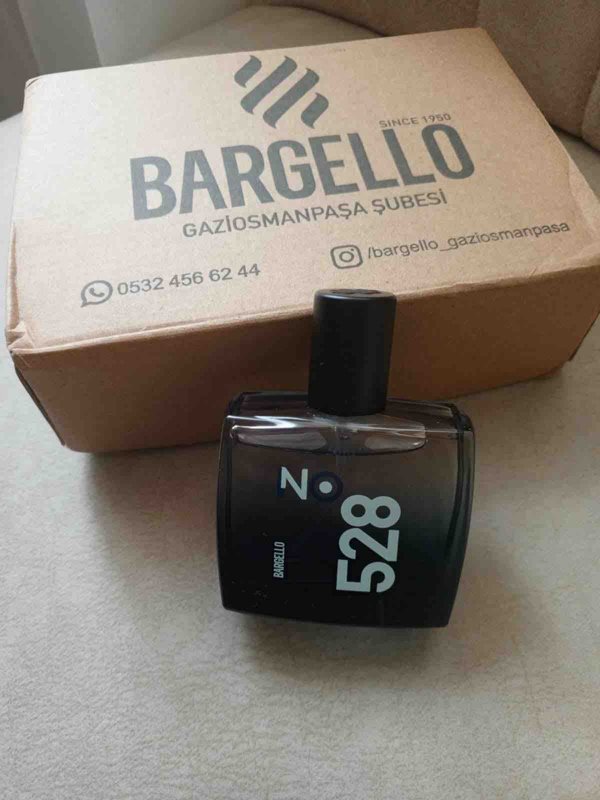 SINCE 1950
BARGELLO
GAZİOSMANPAŞA ŞUBESİ
0532 456 62 44
/bargello_gaziosmanpasa
NO
528
BARGELLO